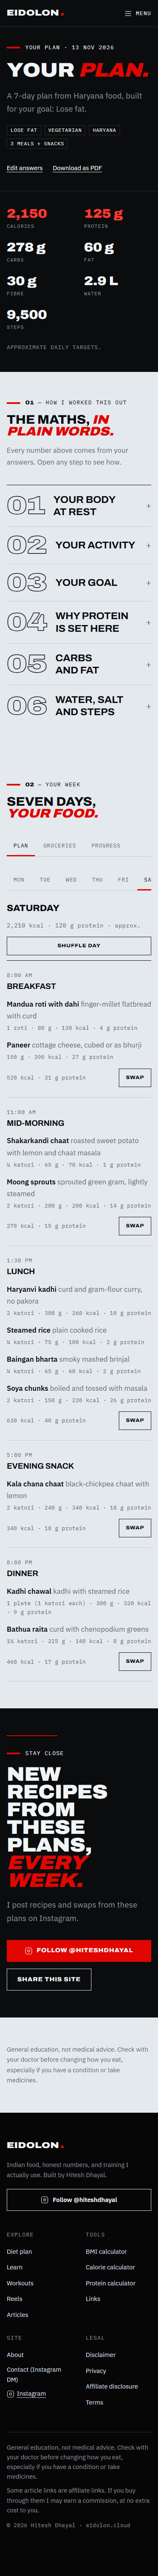 EIDOLON.
MENU
YOUR PLAN · 13 NOV 2026
YOUR PLAN.
A 7-day plan from Haryana food, built
for your goal: Lose fat.
LOSE FAT
VEGETARIAN
HARYANA
3 MEALS + SNACKS
Edit answers
Download as PDF
2,150
CALORIES
125 g
PROTEIN
278 g
CARBS
60 g
FAT
30 g
FIBRE
2.9 L
WATER
9,500
STEPS
APPROXIMATE DAILY TARGETS.
01 — HOW I WORKED THIS OUT
THE MATHS, IN
PLAIN WORDS.
Every number above comes from your
answers. Open any step to see how.
01 YOUR BODY
AT REST +
02 YOUR ACTIVITY +
03 YOUR GOAL +
04 WHY PROTEIN
IS SET HERE +
05 CARBS
AND FAT +
06 WATER, SALT
AND STEPS +
02 — YOUR WEEK
SEVEN DAYS,
YOUR FOOD.
PLAN
GROCERIES
PROGRESS
MON
TUE
WED
THU
FRI
SA
SATURDAY
2,210 kcal · 120 g protein · approx.
SHUFFLE DAY
8:00 AM
BREAKFAST
Mandua roti with dahi finger-millet flatbread
with curd
1 roti · 80 g · 130 kcal · 4 g protein
Paneer cottage cheese, cubed or as bhurji
150 g · 390 kcal · 27 g protein
520 kcal · 31 g protein
SWAP
11:00 AM
MID-MORNING
Shakarkandi chaat roasted sweet potato
with lemon and chaat masala
½ katori · 65 g · 70 kcal · 1 g protein
Moong sprouts sprouted green gram, lightly
steamed
2 katori · 200 g · 200 kcal · 14 g protein
270 kcal · 15 g protein
SWAP
1:30 PM
LUNCH
Haryanvi kadhi curd and gram-flour curry,
no pakora
2 katori · 300 g · 260 kcal · 10 g protein
Steamed rice plain cooked rice
½ katori · 75 g · 100 kcal · 2 g protein
Baingan bharta smoky mashed brinjal
½ katori · 65 g · 60 kcal · 2 g protein
Soya chunks boiled and tossed with masala
2 katori · 150 g · 220 kcal · 26 g protein
630 kcal · 40 g protein
SWAP
5:00 PM
EVENING SNACK
Kala chana chaat black-chickpea chaat with
lemon
2 katori · 240 g · 340 kcal · 18 g protein
340 kcal · 18 g protein
SWAP
8:00 PM
DINNER
Kadhi chawal kadhi with steamed rice
1 plate (1 katori each) · 300 g · 320 kcal
· 9 g protein
Bathua raita curd with chenopodium greens
1½ katori · 225 g · 140 kcal · 8 g protein
460 kcal · 17 g protein
SWAP
STAY CLOSE
NEW
RECIPES
FROM
THESE
PLANS,
EVERY
WEEK.
I post recipes and swaps from these
plans on Instagram.
FOLLOW @HITESHDHAYAL
SHARE THIS SITE
General education, not medical advice. Check with
your doctor before changing how you eat,
especially if you have a condition or take
medicines.
EIDOLON.
Indian food, honest numbers, and training I
actually use. Built by Hitesh Dhayal.
Follow @hiteshdhayal
EXPLORE
Diet plan
Learn
Workouts
Reels
Articles
TOOLS
BMI calculator
Calorie calculator
Protein calculator
Links
SITE
About
Contact (Instagram
DM)
Instagram
LEGAL
Disclaimer
Privacy
Affiliate disclosure
Terms
General education, not medical advice. Check with
your doctor before changing how you eat,
especially if you have a condition or take
medicines.
Some article links are affiliate links. If you buy
through them I may earn a commission, at no extra
cost to you.
© 2026 Hitesh Dhayal · eidolon.cloud